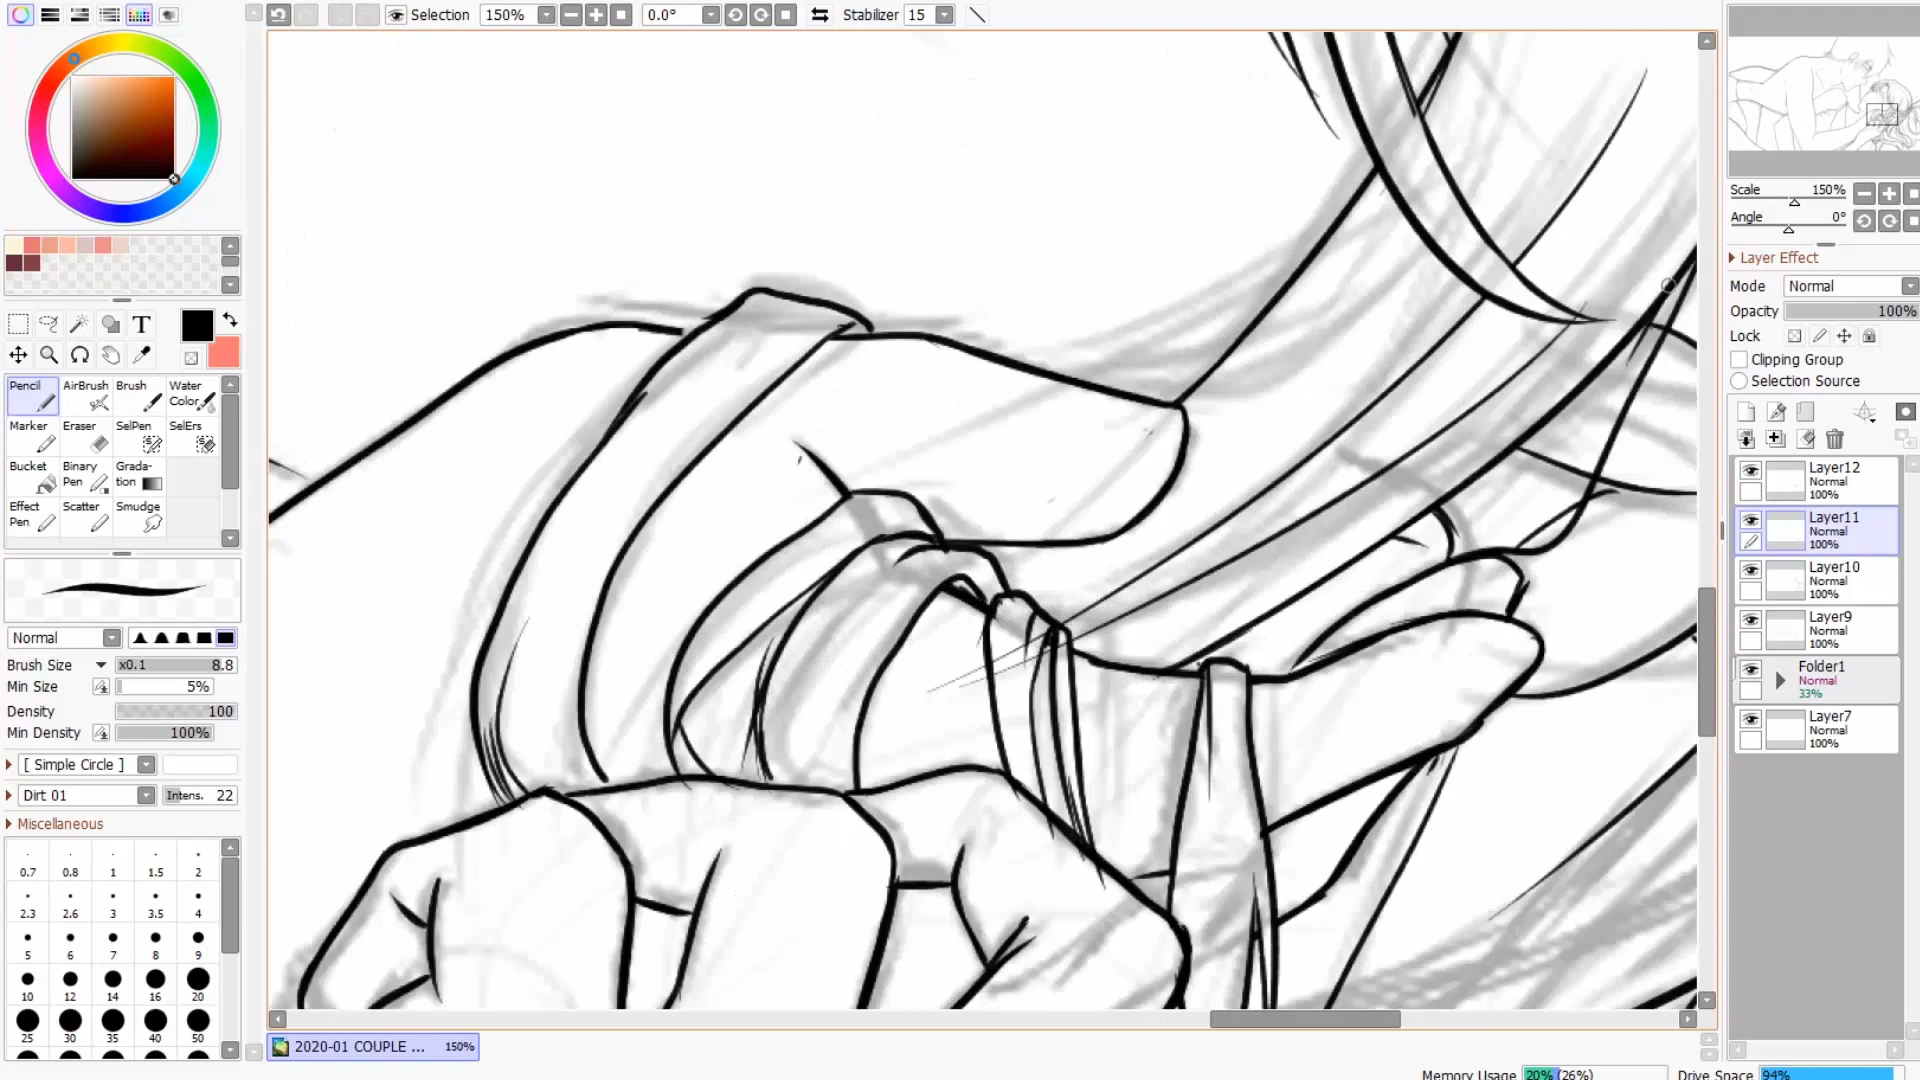 Selection 150% 0.0° Stabilizer 15
Scale 150%
Angle 0°
Layer Effect
Mode Normal
Opacity 100%
Lock
Clipping Group
Selection Source
T
Pencil AirBrush Brush Water Color
Marker Eraser SelPen SelErs
Bucket Binary Pen Grada-tion
Effect Pen Scatter Smudge
Normal
Brush Size x0.1 8.8
Min Size 5%
Density 100
Min Density 100%
[ Simple Circle ]
Dirt 01 Intens. 22
Miscellaneous
0.7 0.8 1 1.5 2
2.3 2.6 3 3.5 4
5 6 7 8 9
10 12 14 16 20
25 30 35 40 50
Layer12
Normal
100%
Layer11
Normal
100%
Layer10
Normal
100%
Layer9
Normal
100%
Folder1
Normal
33%
Layer7
Normal
100%
2020-01 COUPLE ... 150%
Memory Usage 20% (26%) Drive Space 94%